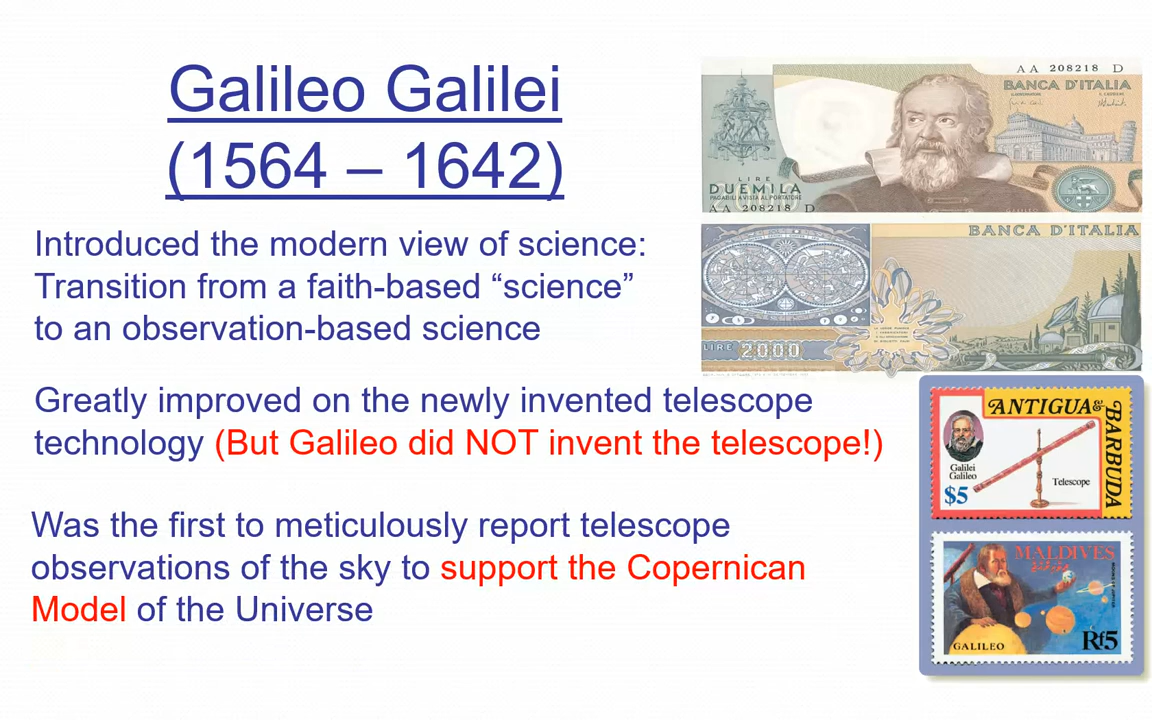 Galileo Galilei
(1564 – 1642)
Introduced the modern view of science:
Transition from a faith-based “science”
to an observation-based science
Greatly improved on the newly invented telescope
technology (But Galileo did NOT invent the telescope!)
Was the first to meticulously report telescope
observations of the sky to support the Copernican
Model of the Universe
AA 208218 D
BANCA D'ITALIA
LIRE
DUEMILA
PAGABILI A VISTA AL PORTATORE
AA 208218 D
BANCA D'ITALIA
LIRE 2000
ANTIGUA &
BARBUDA
Galilei
Galileo
$5
Telescope
MALDIVES
GALILEO
Rf5